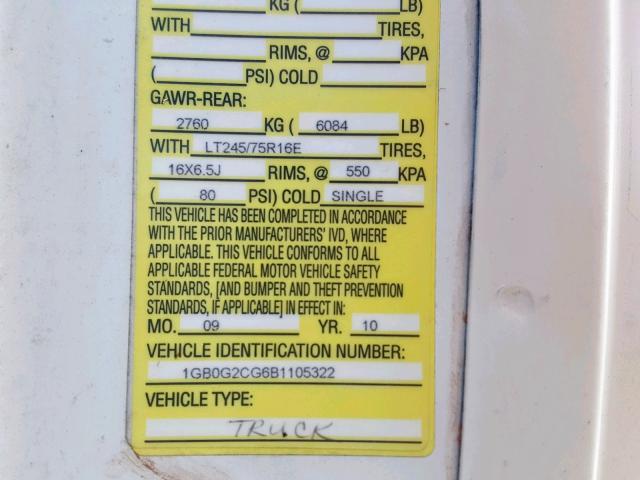 KG ( LB)
WITH TIRES,
RIMS, @ KPA
( PSI) COLD
GAWR-REAR:
2760 KG ( 6084 LB)
WITH LT245/75R16E TIRES,
16X6.5J RIMS, @ 550 KPA
( 80 PSI) COLD SINGLE
THIS VEHICLE HAS BEEN COMPLETED IN ACCORDANCE
WITH THE PRIOR MANUFACTURERS' IVD, WHERE
APPLICABLE. THIS VEHICLE CONFORMS TO ALL
APPLICABLE FEDERAL MOTOR VEHICLE SAFETY
STANDARDS, [AND BUMPER AND THEFT PREVENTION
STANDARDS, IF APPLICABLE] IN EFFECT IN:
MO. 09 YR. 10
VEHICLE IDENTIFICATION NUMBER:
1GB0G2CG6B1105322
VEHICLE TYPE:
TRUCK